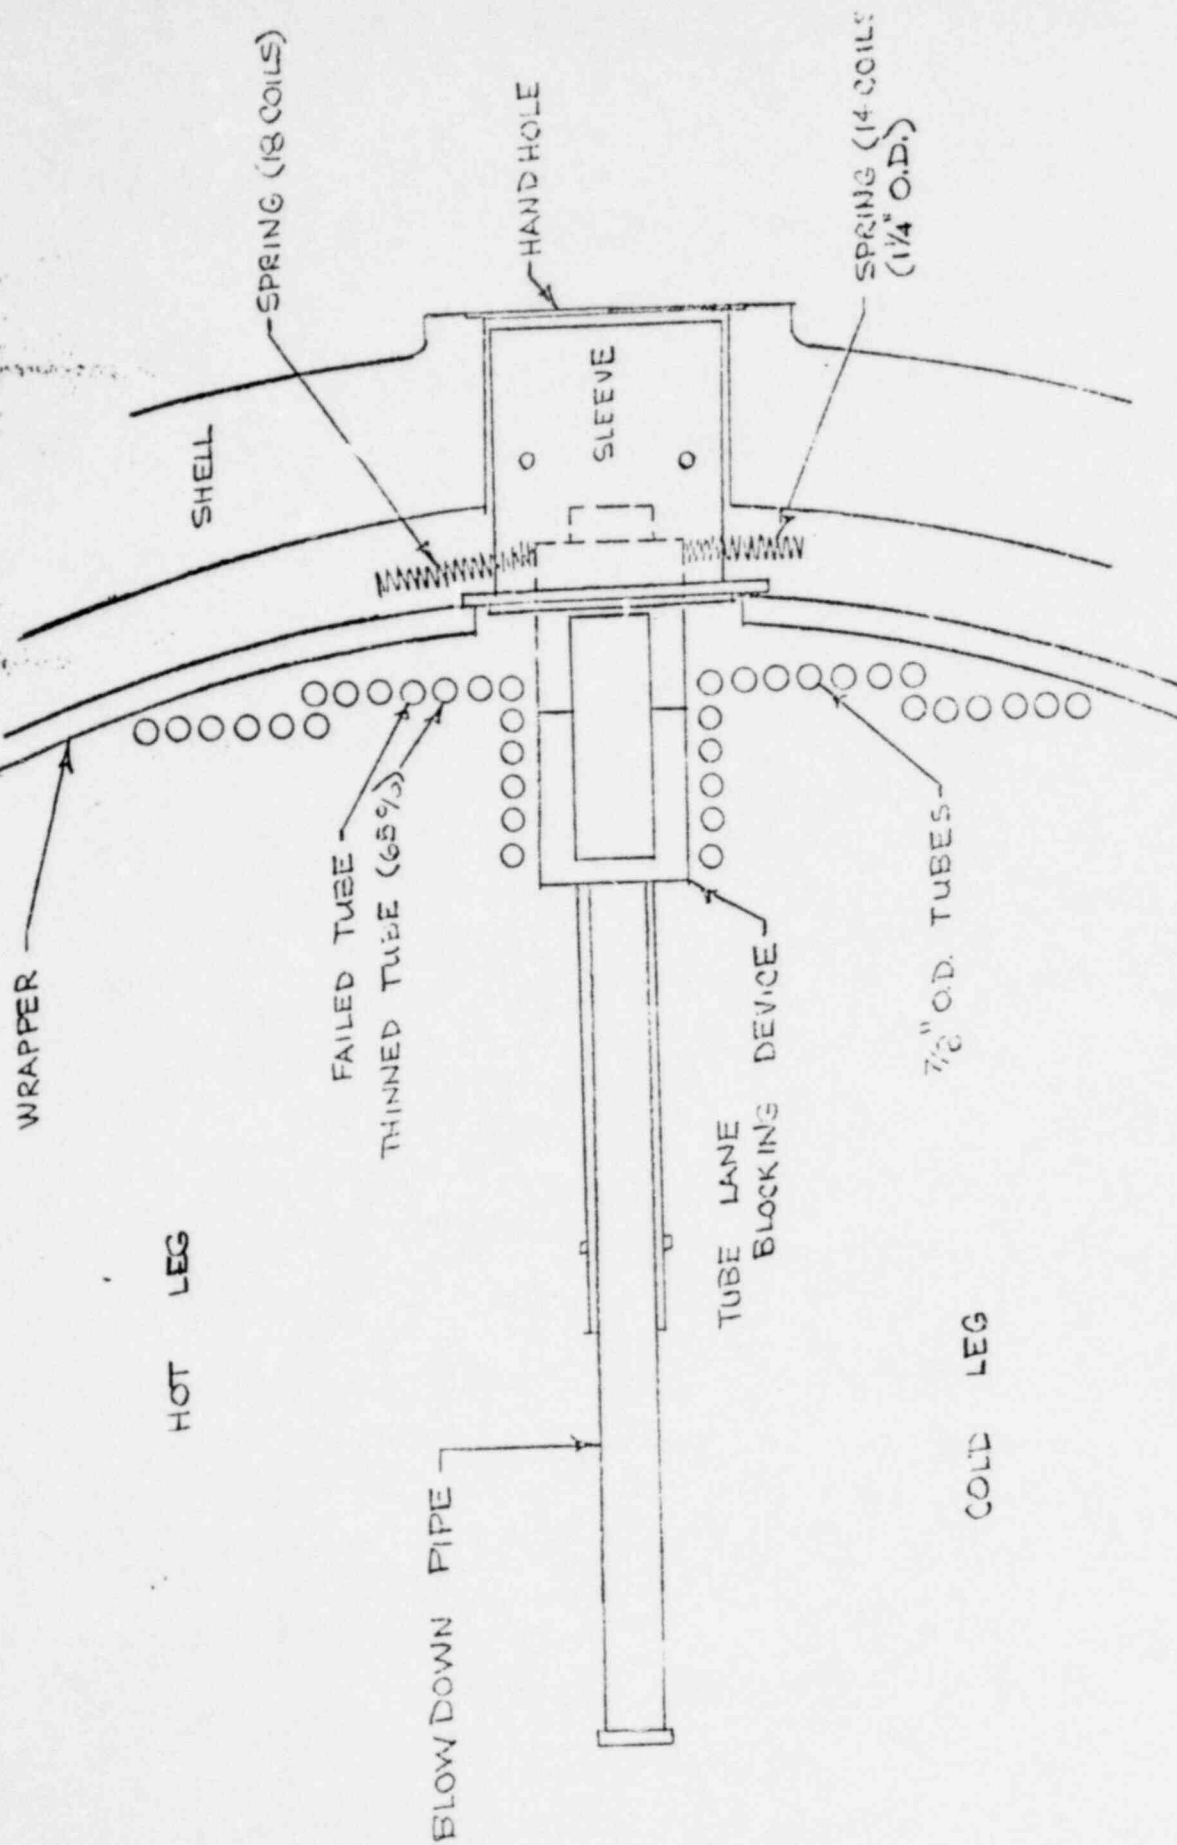 WRAPPER
HOT LEG
SHELL
SPRING (18 COILS)
FAILED TUBE
THINNED TUBE (65%)
BLOW DOWN PIPE
HAND HOLE
SLEEVE
TUBE LANE
BLOCKING DEVICE
SPRING (14 COILS
(1¼" O.D.)
7/8" O.D. TUBES
COLD LEG